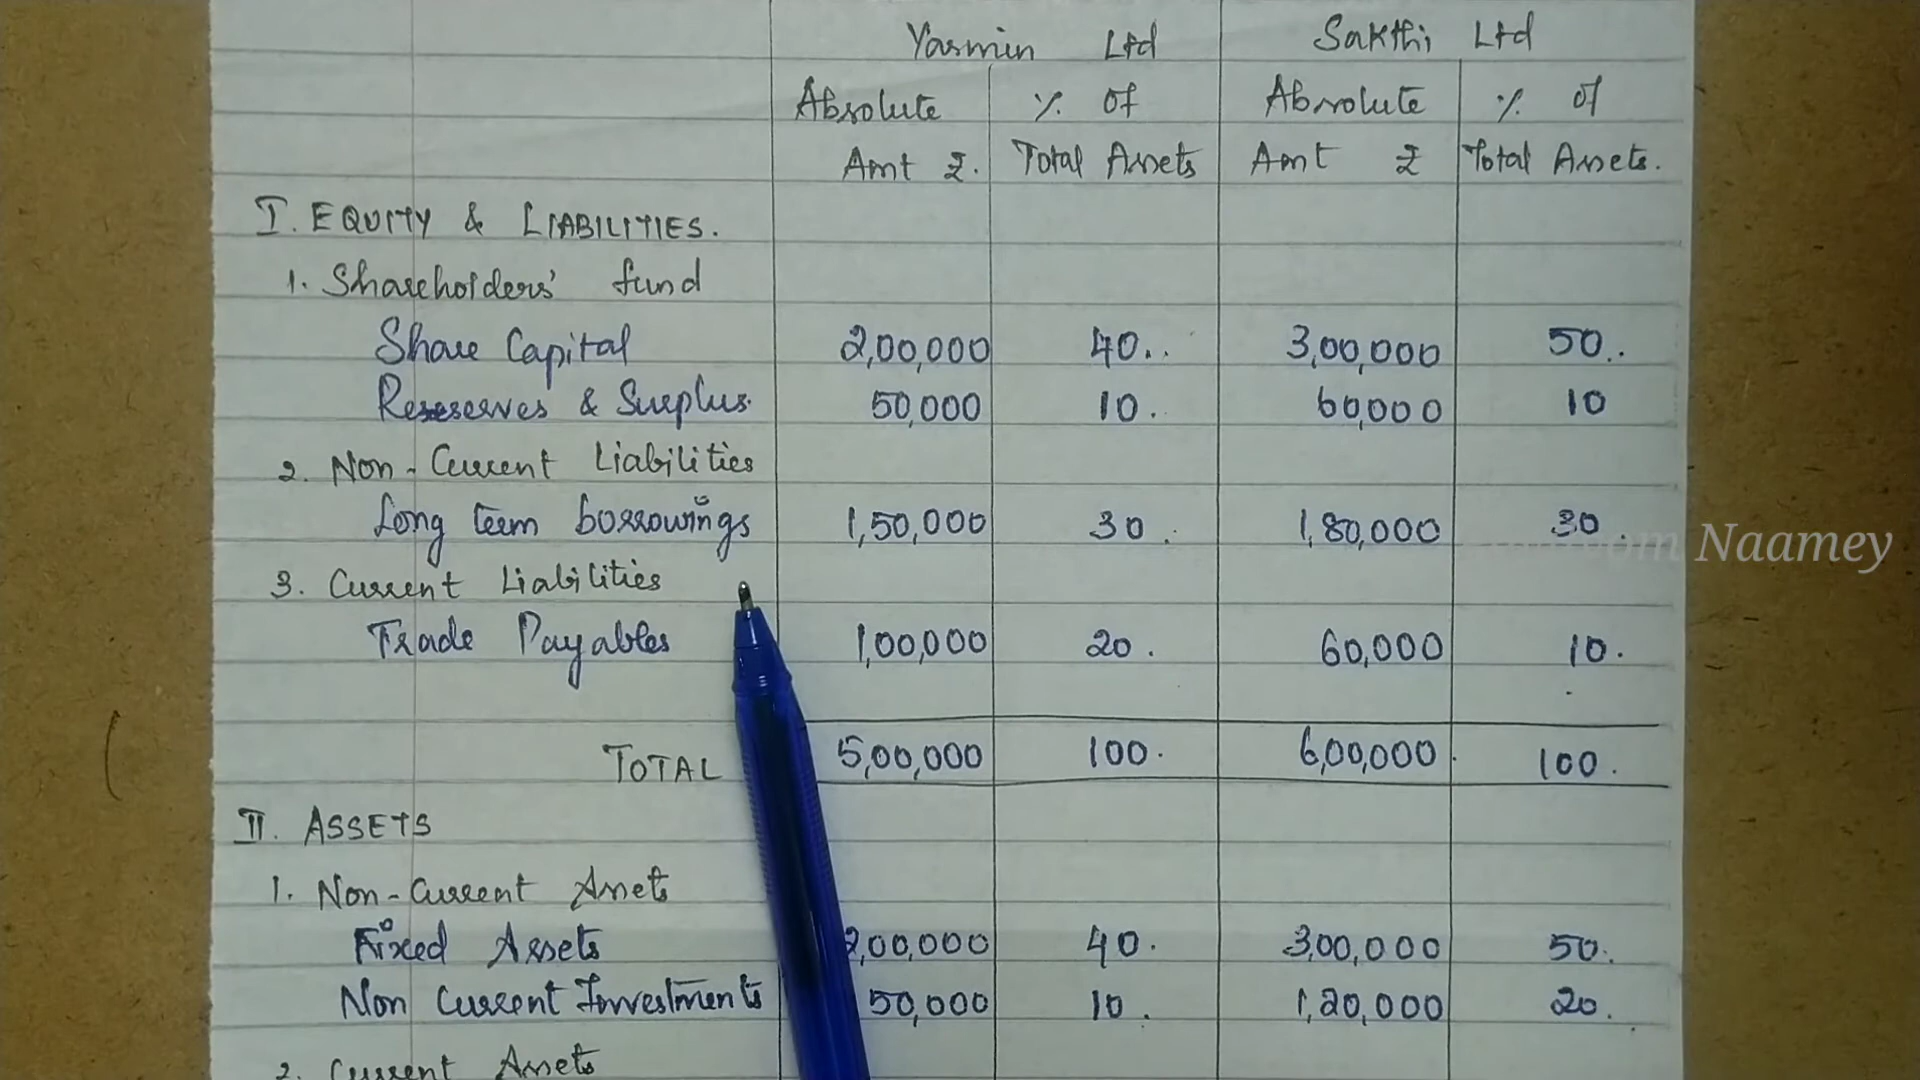 Yasmin Ltd Sakthi Ltd
Absolute % Of Absolute % Of
Amt ₹. Total Assets Amt ₹ Total Assets.
I. EQUITY & LIABILITIES.
1. Shareholders' fund
Share Capital 2,00,000 40.. 3,00,000 50..
Reseserves & Surplus. 50,000 10. 60,000 10
2. Non-Current Liabilities
Long term borrowings 1,50,000 30. 1,80,000 30.
Naamey
3. Current Liabilities
Trade Payables 1,00,000 20. 60,000 10.
TOTAL 5,00,000 100. 6,00,000 100.
II. ASSETS
1. Non-Current Assets
Fixed Assets 2,00,000 40. 3,00,000 50.
Non Current Investments 50,000 10. 1,20,000 20.
2. Current Assets